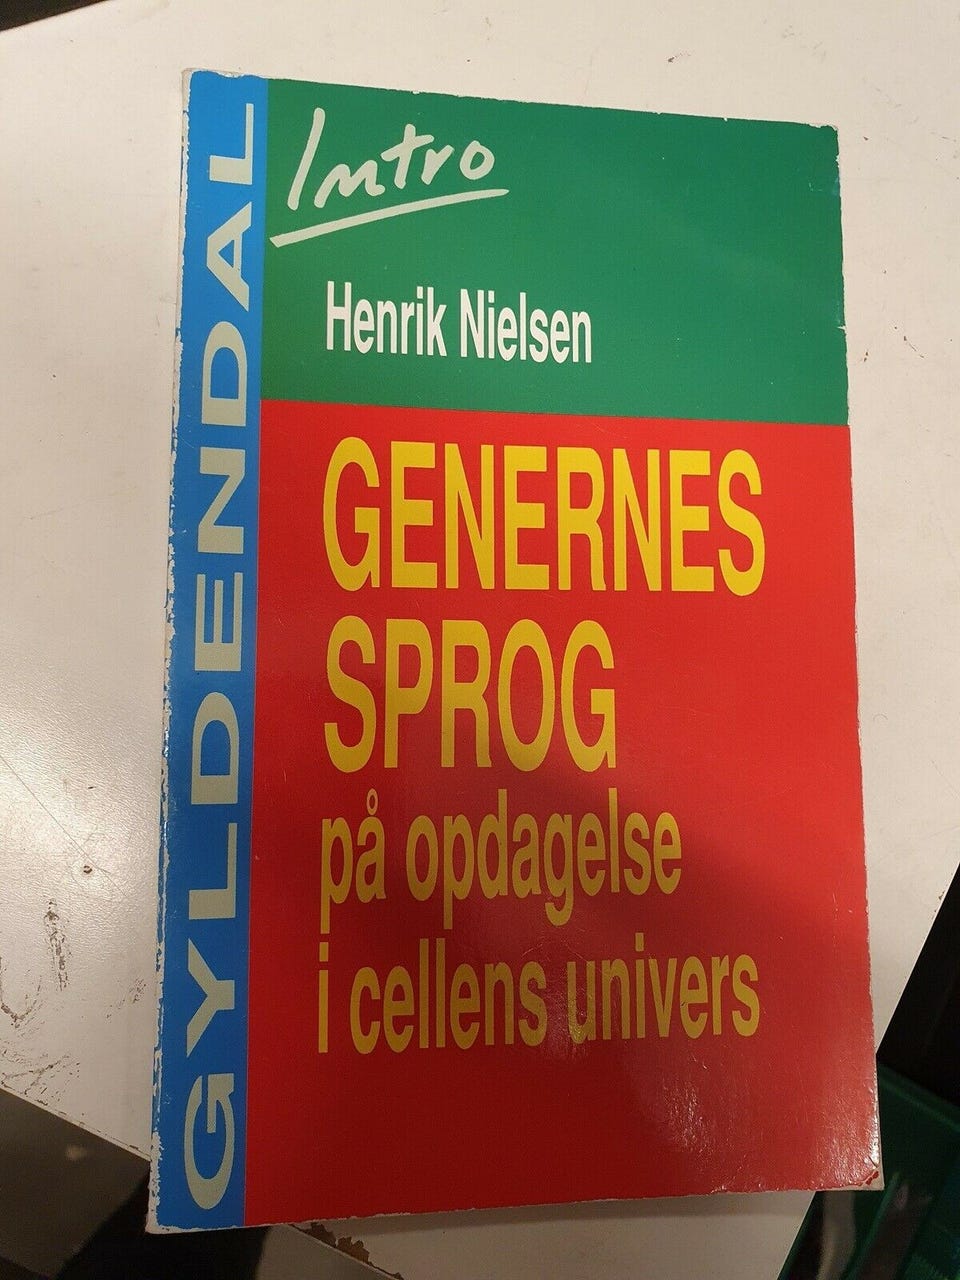 GYLDENDAL
Intro
Henrik Nielsen
GENERNES
SPROG
på opdagelse
i cellens univers